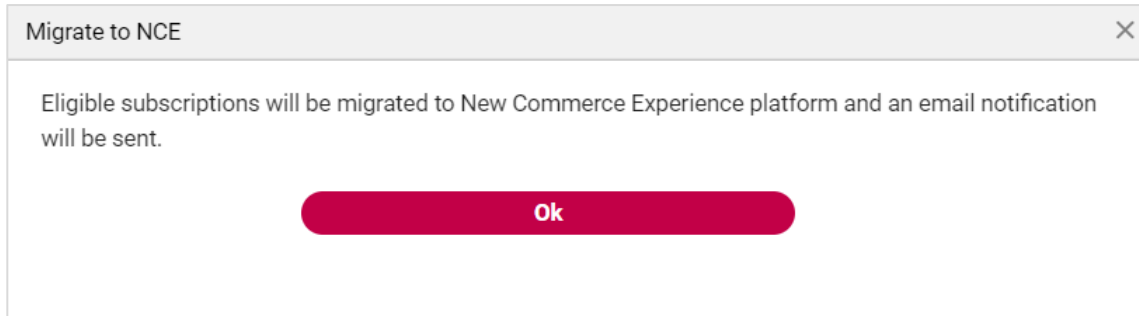 Migrate to NCE
Eligible subscriptions will be migrated to New Commerce Experience platform and an email notification
will be sent.
Ok